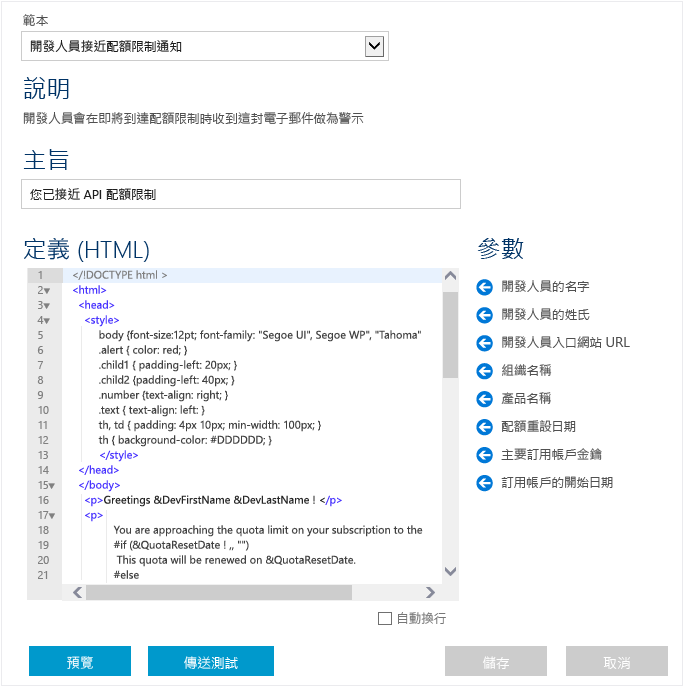 範本
開發人員接近配額限制通知
說明
開發人員會在即將到達配額限制時收到這封電子郵件做為警示
主旨
您已接近 API 配額限制
定義 (HTML)
1 </!DOCTYPE html >
2 <html>
3 <head>
4 <style>
5 body {font-size:12pt; font-family: "Segoe UI", Segoe WP", "Tahoma"
6 .alert { color: red; }
7 .child1 { padding-left: 20px; }
8 .child2 {padding-left: 40px; }
9 .number {text-align: right; }
10 .text { text-align: left: }
11 th, td { padding: 4px 10px; min-width: 100px; }
12 th { background-color: #DDDDDD; }
13 </style>
14 </head>
15 </body>
16 <p>Greetings &DevFirstName &DevLastName ! </p>
17 <p>
18 You are approaching the quota limit on your subscription to the
19 #if (&QuotaResetDate ! ,, "")
20 This quota will be renewed on &QuotaResetDate.
21 #else
自動換行
參數
開發人員的名字
開發人員的姓氏
開發人員入口網站 URL
組織名稱
產品名稱
配額重設日期
主要訂用帳戶金鑰
訂用帳戶的開始日期
預覽
傳送測試
儲存
取消